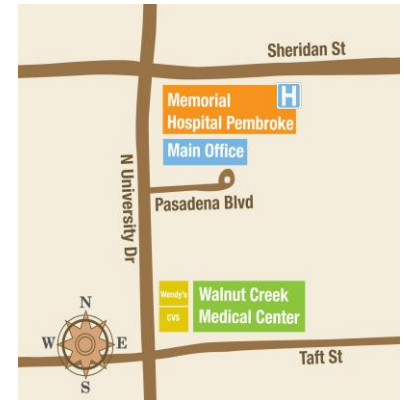 Sheridan St
H
Memorial
Hospital Pembroke
Main Office
N University Dr
Pasadena Blvd
Wendy's
CVS
Walnut Creek
Medical Center
N
W
E
S
Taft St